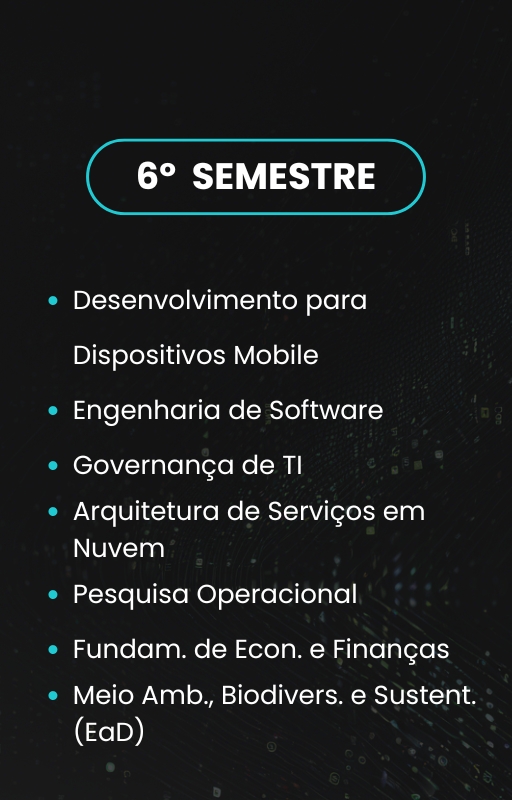 6º SEMESTRE
• Desenvolvimento para
Dispositivos Mobile
• Engenharia de Software
• Governança de TI
• Arquitetura de Serviços em
Nuvem
• Pesquisa Operacional
• Fundam. de Econ. e Finanças
• Meio Amb., Biodivers. e Sustent.
(EaD)